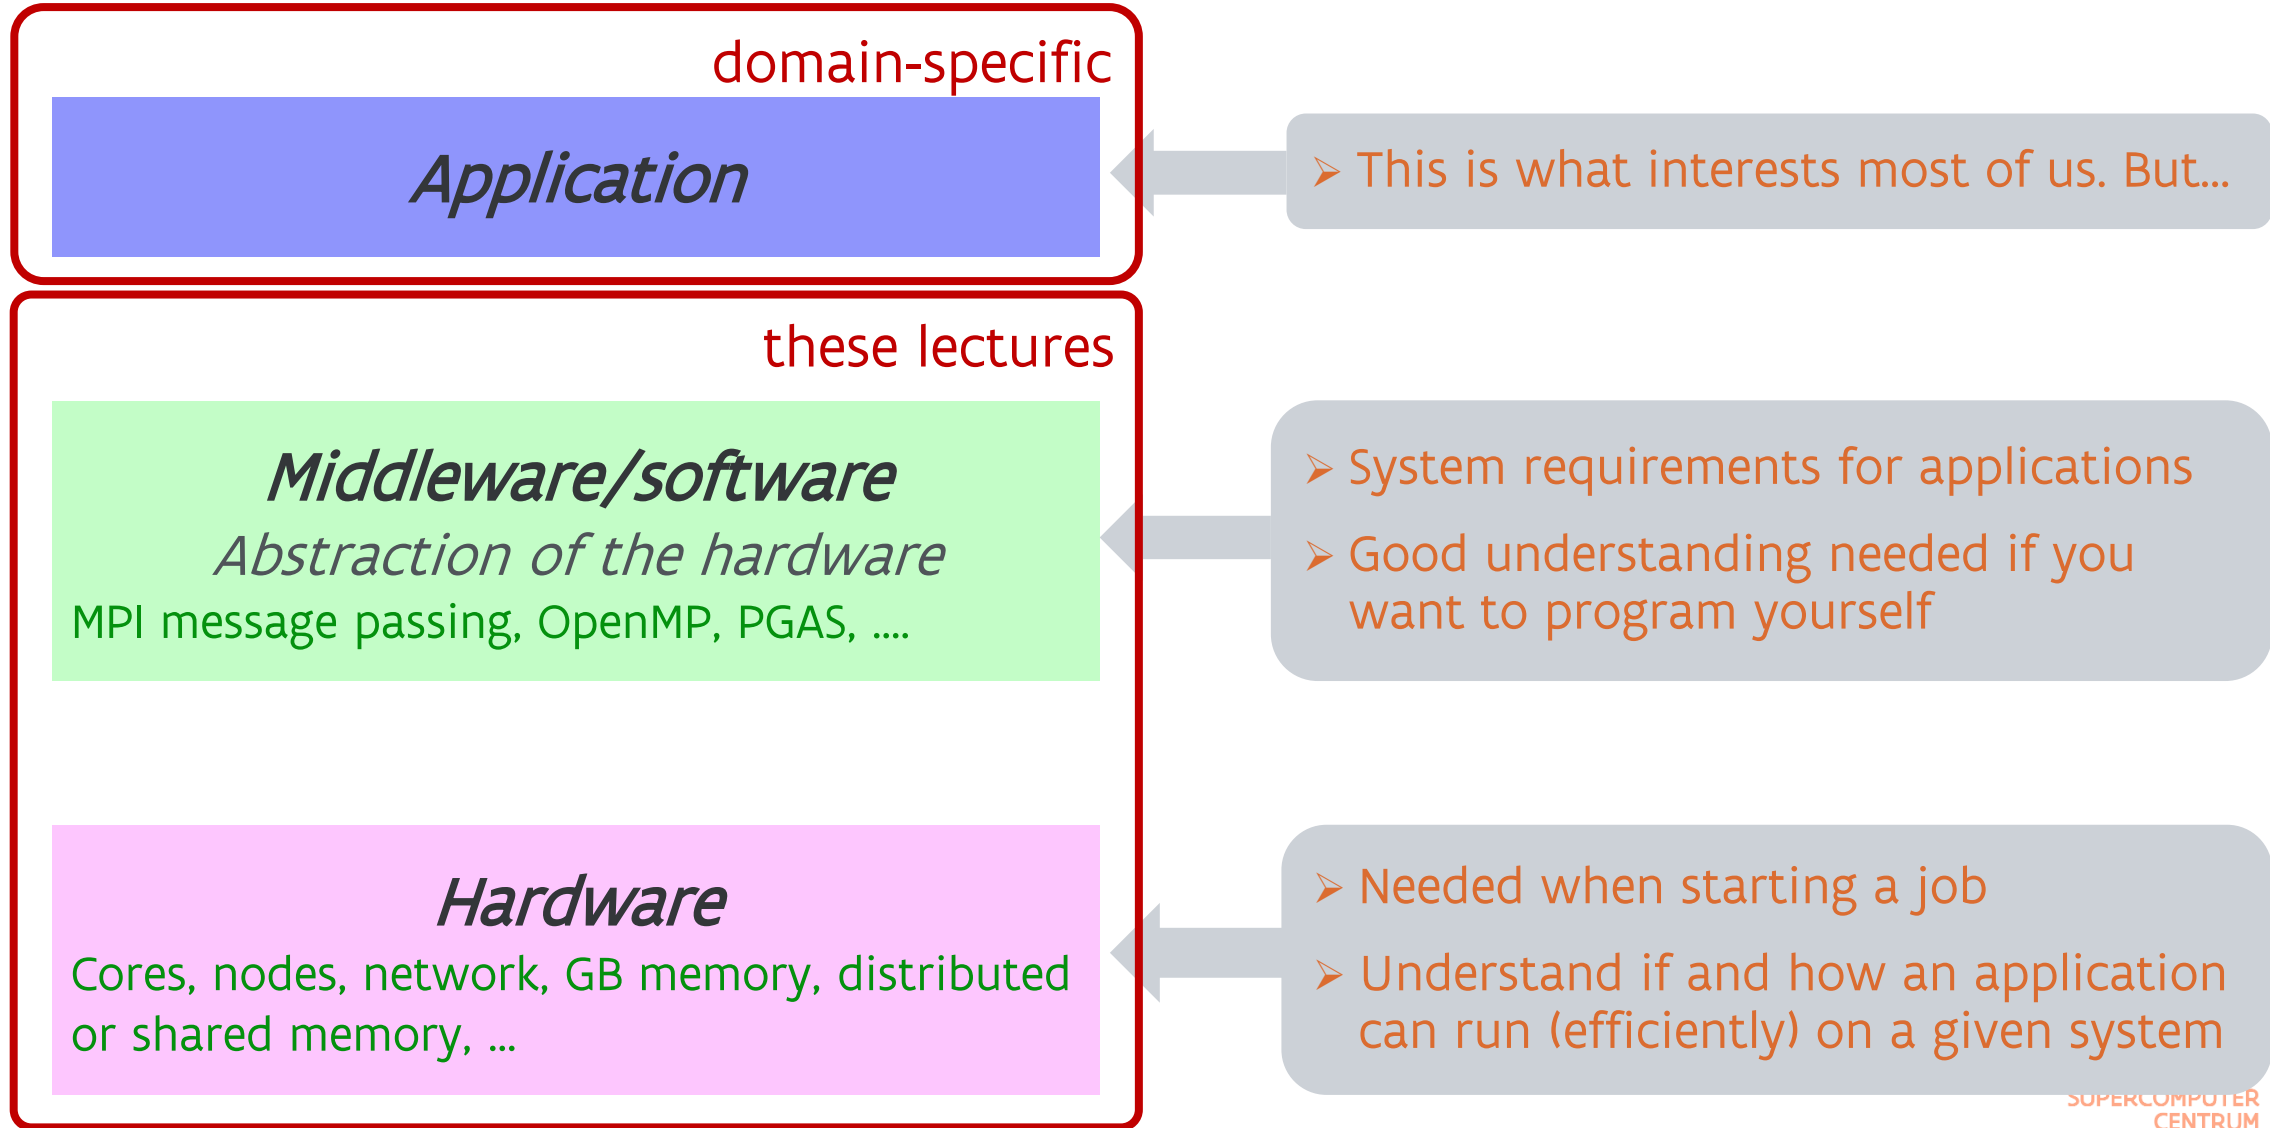 domain-specific
Application
➢ This is what interests most of us. But…
these lectures
Middleware/software
Abstraction of the hardware
MPI message passing, OpenMP, PGAS, ….
➢ System requirements for applications
➢ Good understanding needed if you
want to program yourself
Hardware
Cores, nodes, network, GB memory, distributed
or shared memory, …
➢ Needed when starting a job
➢ Understand if and how an application
can run (efficiently) on a given system
SUPERCOMPUTER
CENTRUM